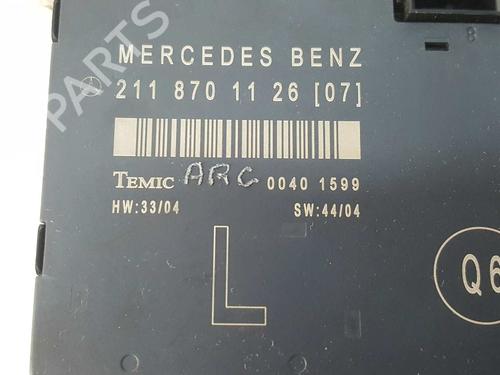 PARTS
MERCEDES BENZ
211 870 11 26 [07]
TEMIC ARC 0040 1599
HW:33/04 SW:44/04
L
Q6
8